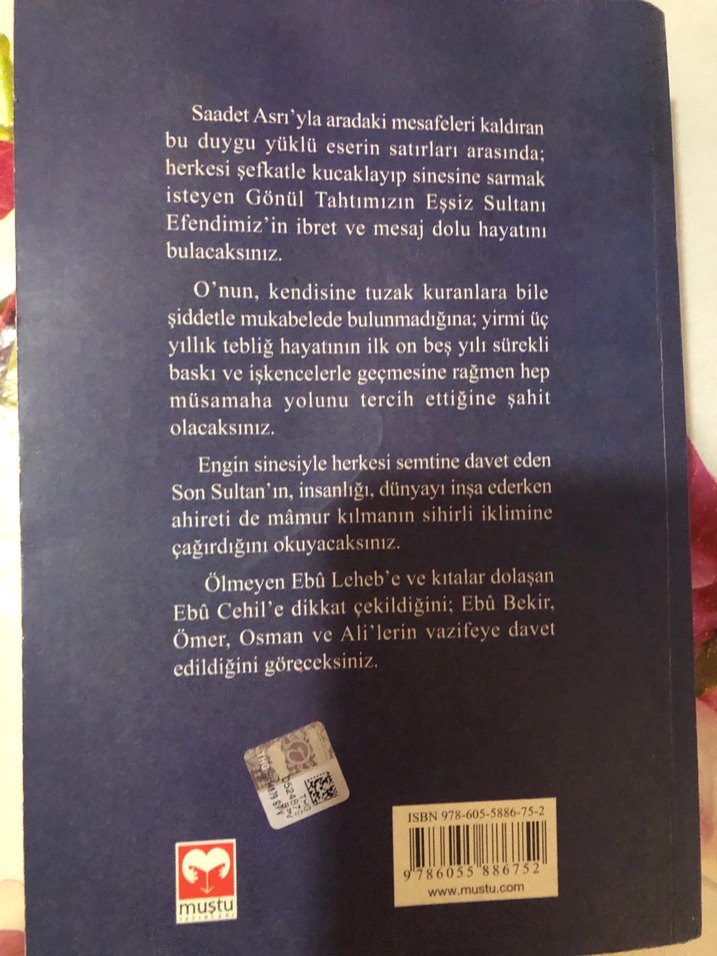 Saadet Asrı'yla aradaki mesafeleri kaldıran
bu duygu yüklü eserin satırları arasında;
herkesi şefkatle kucaklayıp sinesine sarmak
isteyen Gönül Tahtımızın Eşsiz Sultanı
Efendimiz'in ibret ve mesaj dolu hayatını
bulacaksınız.
O'nun, kendisine tuzak kuranlara bile
şiddetle mukabelede bulunmadığına; yirmi üç
yıllık tebliğ hayatının ilk on beş yılı sürekli
baskı ve işkencelerle geçmesine rağmen hep
müsamaha yolunu tercih ettiğine şahit
olacaksınız.
Engin sinesiyle herkesi semtine davet eden
Son Sultan'ın, insanlığı, dünyayı inşa ederken
ahireti de mâmur kılmanın sihirli iklimine
çağırdığını okuyacaksınız.
Ölmeyen Ebû Leheb'e ve kıtalar dolaşan
Ebû Cehil'e dikkat çekildiğini; Ebû Bekir,
Ömer, Osman ve Ali'lerin vazifeye davet
edildiğini göreceksiniz.
ISBN 978-605-5886-75-2
9 786055 886752
www.mustu.com
muştu
YAYINLARI